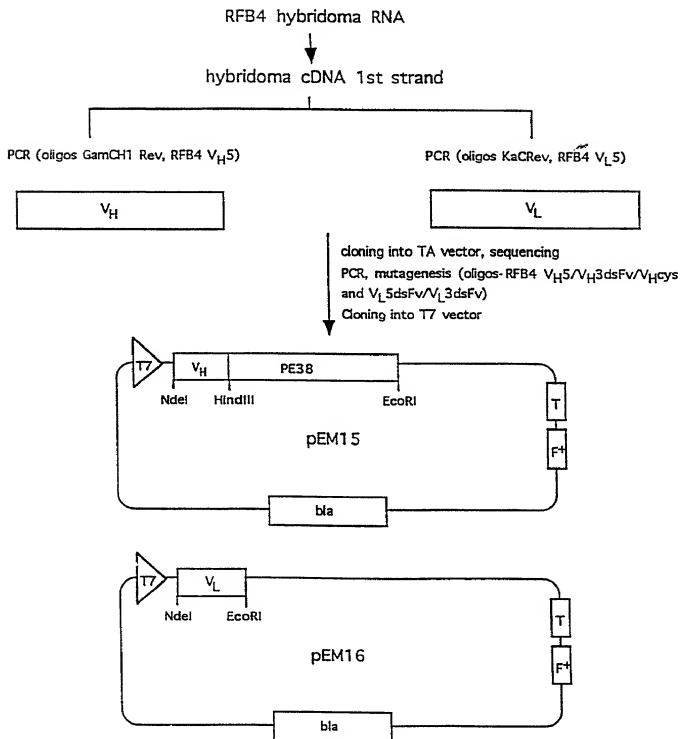 RFB4 hybridoma RNA
hybridoma cDNA 1st strand
PCR (oligos GamCH1 Rev, RFB4 VH5)
PCR (oligos KaCRev, RFB4 VL5)
VH
VL
cloning into TA vector, sequencing
PCR, mutagenesis (oligos-RFB4 VH5/VH3dsFv/VHcys
and VL5dsFv/VL3dsFv)
Cloning into T7 vector
T7
VH
PE38
NdeI
HindIII
EcoRI
T
F+
pEM15
bla
T7
VL
NdeI
EcoRI
T
F+
pEM16
bla